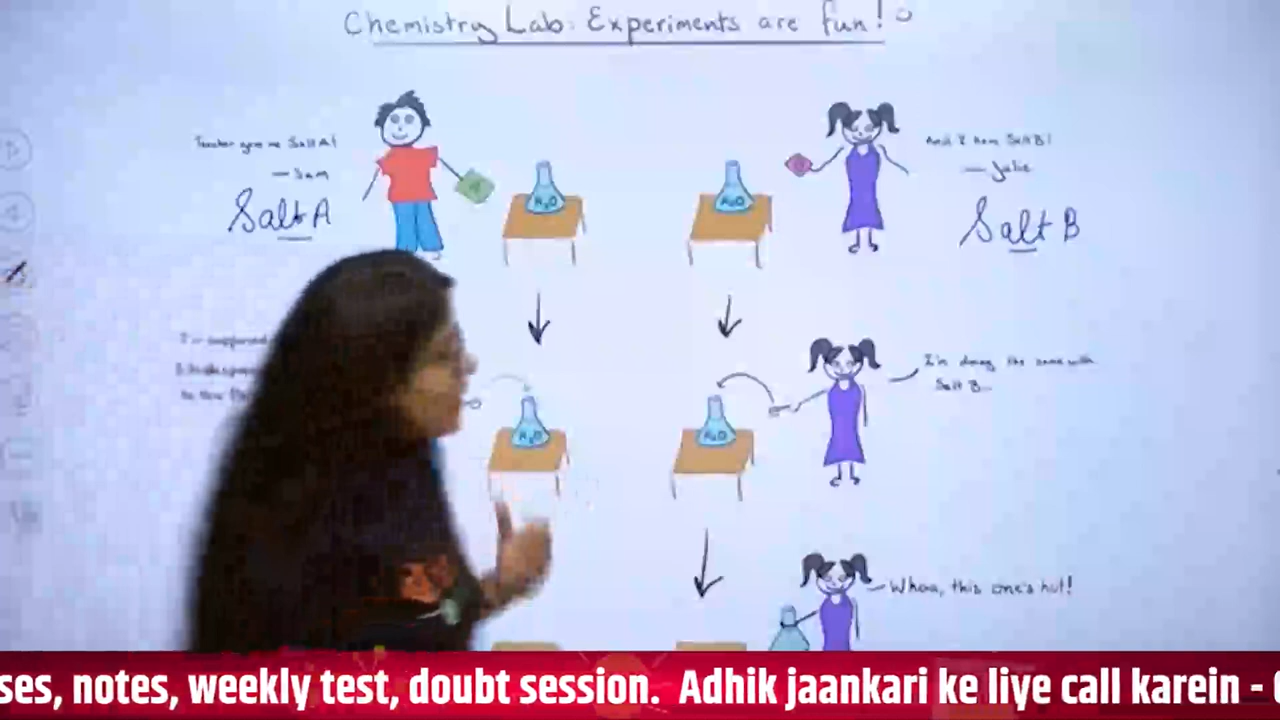 Chemistry Lab: Experiments are fun!
Teacher gave me Salt A!
— Sam
Salt A
H₂O
H₂O
And I have Salt B!
— Julie
Salt B
I'm doing the same with
Salt B...
H₂O
H₂O
Whoa, this one's hot!
ses, notes, weekly test, doubt session. Adhik jaankari ke liye call karein -